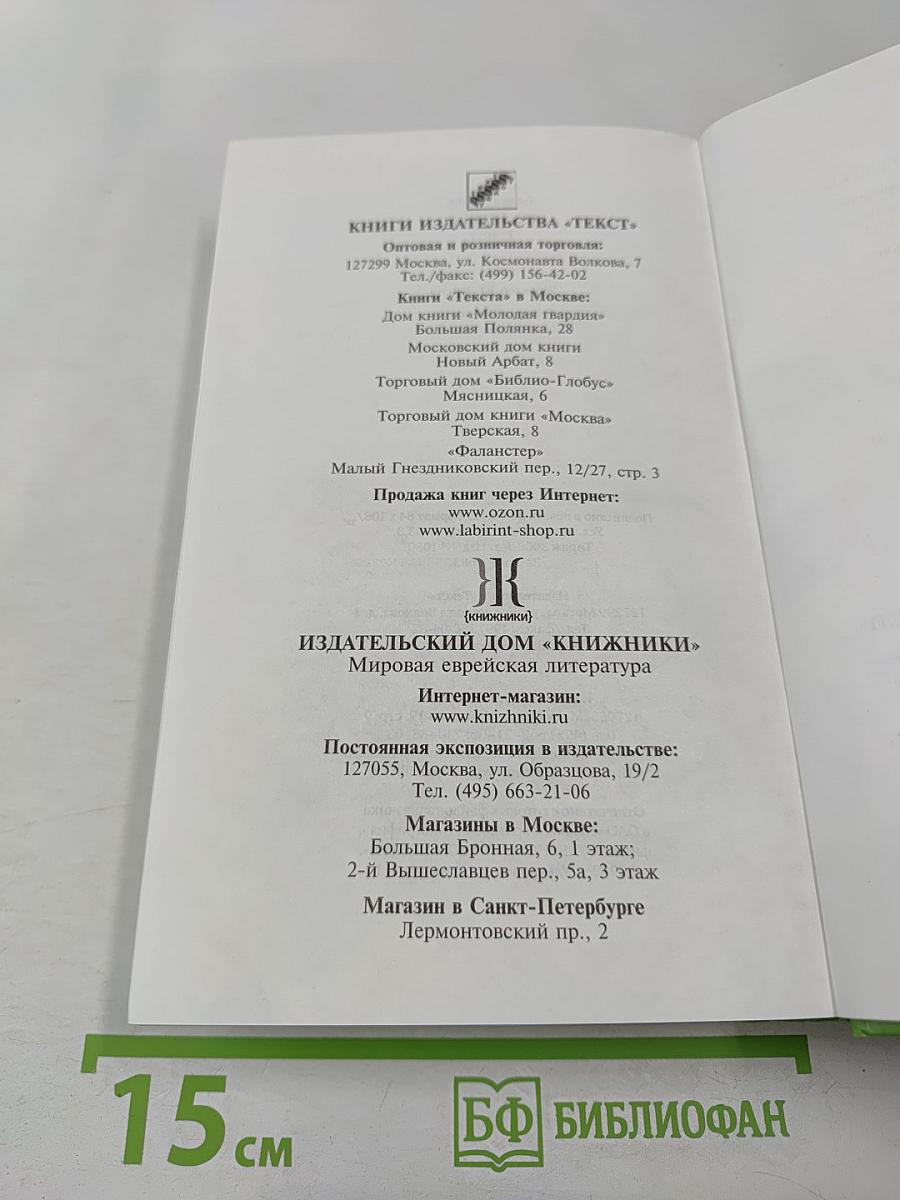 КНИГИ ИЗДАТЕЛЬСТВА «ТЕКСТ»
Оптовая и розничная торговля:
127299 Москва, ул. Космонавта Волкова, 7
Тел./факс: (499) 156-42-02
Книги «Текста» в Москве:
Дом книги «Молодая гвардия»
Большая Полянка, 28
Московский дом книги
Новый Арбат, 8
Торговый дом «Библио-Глобус»
Мясницкая, 6
Торговый дом книги «Москва»
Тверская, 8
«Фаланстер»
Малый Гнездниковский пер., 12/27, стр. 3
Продажа книг через Интернет:
www.ozon.ru
www.labirint-shop.ru
{книжники}
ИЗДАТЕЛЬСКИЙ ДОМ «КНИЖНИКИ»
Мировая еврейская литература
Интернет-магазин:
www.knizhniki.ru
Постоянная экспозиция в издательстве:
127055, Москва, ул. Образцова, 19/2
Тел. (495) 663-21-06
Магазины в Москве:
Большая Бронная, 6, 1 этаж;
2-й Вышеславцев пер., 5а, 3 этаж
Магазин в Санкт-Петербурге
Лермонтовский пр., 2
15 см
БФ БИБЛИОФАН